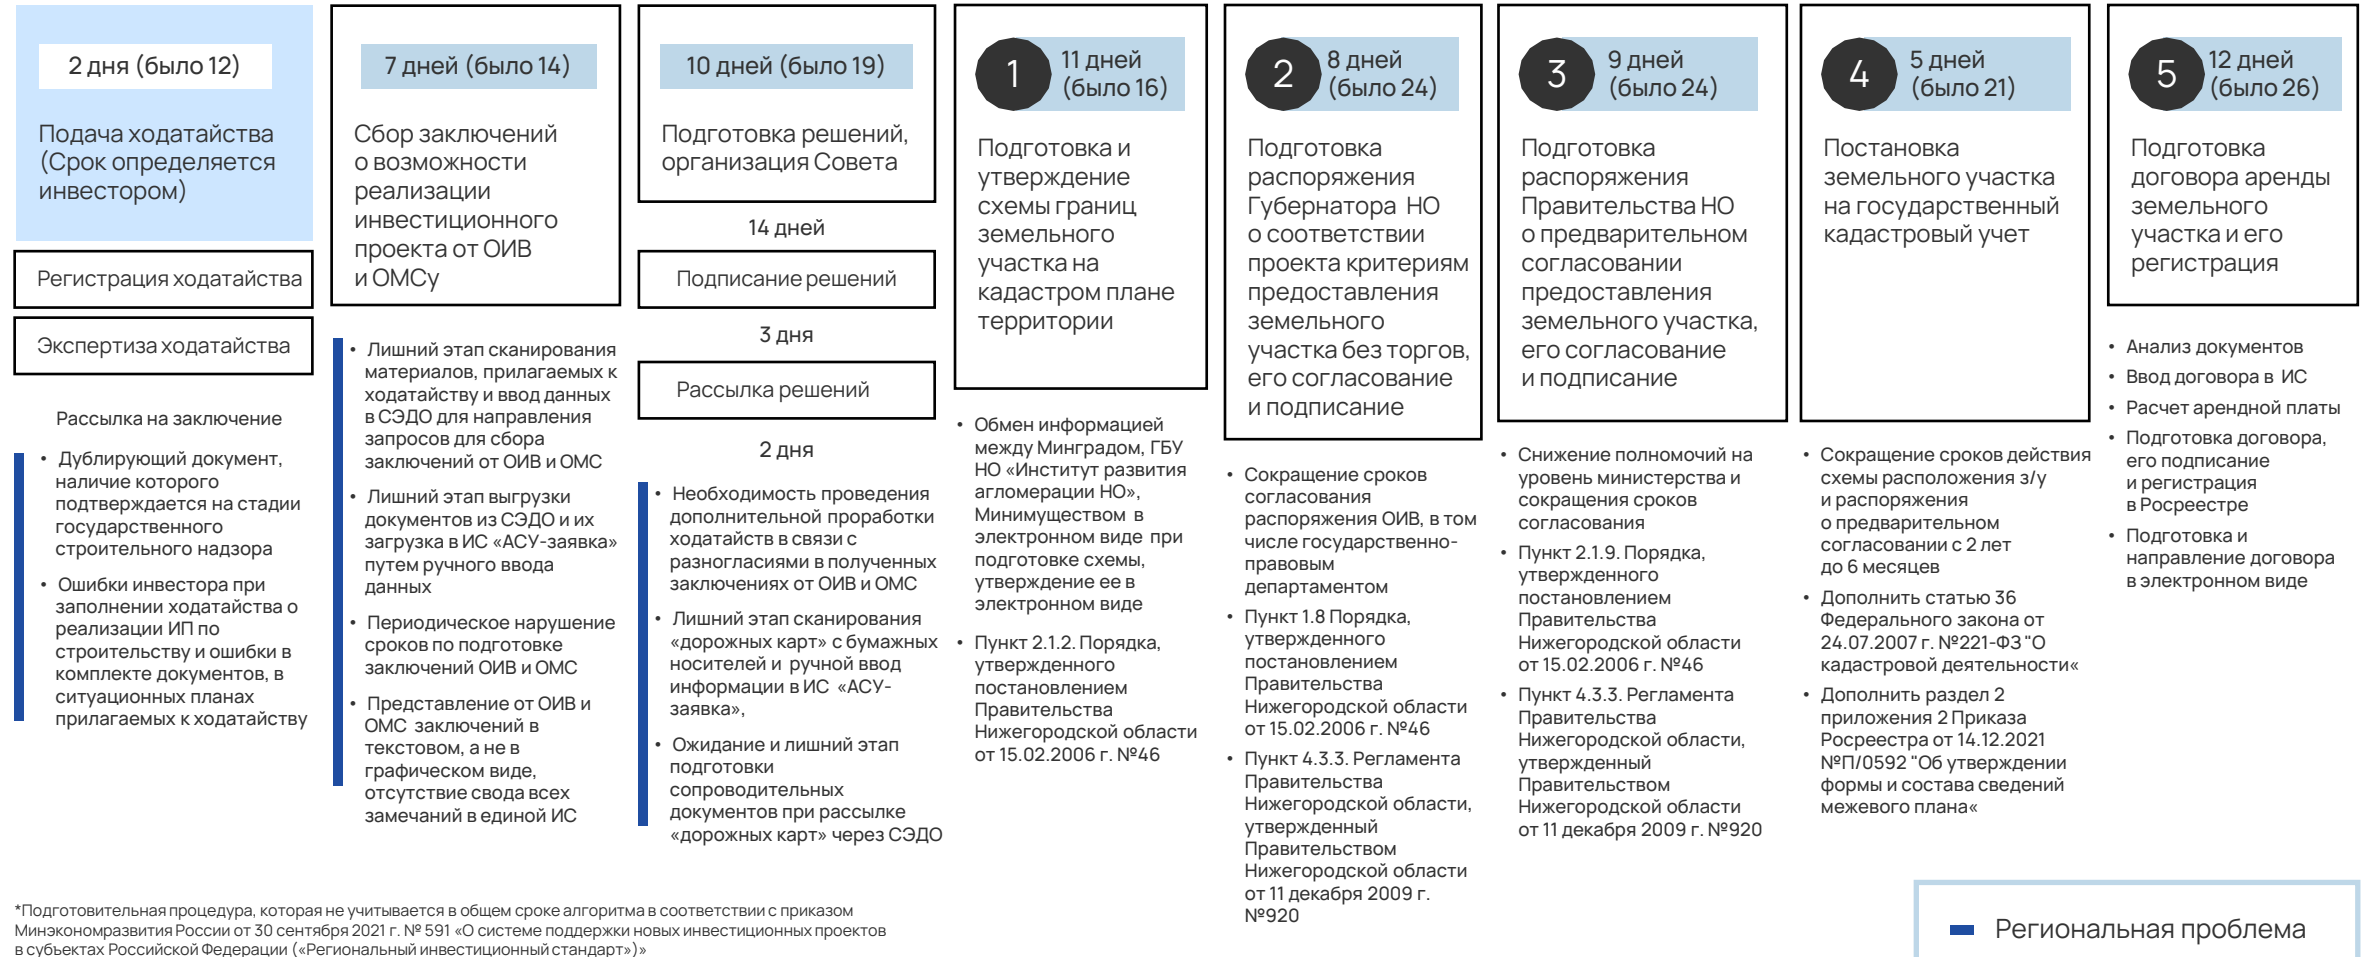 2 дня (было 12)
Подача ходатайства
(Срок определяется
инвестором)
Регистрация ходатайства
Экспертиза ходатайства
Рассылка на заключение
• Дублирующий документ,
наличие которого
подтверждается на стадии
государственного
строительного надзора
• Ошибки инвестора при
заполнении ходатайства о
реализации ИП по
строительству и ошибки в
комплекте документов, в
ситуационных планах
прилагаемых к ходатайству
7 дней (было 14)
Сбор заключений
о возможности
реализации
инвестиционного
проекта от ОИВ
и ОМСу
• Лишний этап сканирования
материалов, прилагаемых к
ходатайству и ввод данных
в СЭДО для направления
запросов для сбора
заключений от ОИВ и ОМС
• Лишний этап выгрузки
документов из СЭДО и их
загрузка в ИС «АСУ-заявка»
путем ручного ввода
данных
• Периодическое нарушение
сроков по подготовке
заключений ОИВ и ОМС
• Представление от ОИВ и
ОМС заключений в
текстовом, а не в
графическом виде,
отсутствие свода всех
замечаний в единой ИС
10 дней (было 19)
Подготовка решений,
организация Совета
14 дней
Подписание решений
3 дня
Рассылка решений
2 дня
• Необходимость проведения
дополнительной проработки
ходатайств в связи с
разногласиями в полученных
заключениях от ОИВ и ОМС
• Лишний этап сканирования
«дорожных карт» с бумажных
носителей и ручной ввод
информации в ИС «АСУ-
заявка»,
• Ожидание и лишний этап
подготовки
сопроводительных
документов при рассылке
«дорожных карт» через СЭДО
1
11 дней
(было 16)
Подготовка и
утверждение
схемы границ
земельного
участка на
кадастром плане
территории
• Обмен информацией
между Минградом, ГБУ
НО «Институт развития
агломерации НО»,
Минимуществом в
электронном виде при
подготовке схемы,
утверждение ее в
электронном виде
• Пункт 2.1.2. Порядка,
утвержденного
постановлением
Правительства
Нижегородской области
от 15.02.2006 г. №46
2
8 дней
(было 24)
Подготовка
распоряжения
Губернатора НО
о соответствии
проекта критериям
предоставления
земельного
участка без торгов,
его согласование
и подписание
• Сокращение сроков
согласования
распоряжения ОИВ, в том
числе государственно-
правовым
департаментом
• Пункт 1.8 Порядка,
утвержденного
постановлением
Правительства
Нижегородской области
от 15.02.2006 г. №46
• Пункт 4.3.3. Регламента
Правительства
Нижегородской области,
утвержденный
Правительством
Нижегородской области
от 11 декабря 2009 г.
№920
3
9 дней
(было 24)
Подготовка
распоряжения
Правительства НО
о предварительном
согласовании
предоставления
земельного участка,
его согласование
и подписание
• Снижение полномочий на
уровень министерства и
сокращения сроков
согласования
• Пункт 2.1.9. Порядка,
утвержденного
постановлением
Правительства
Нижегородской области
от 15.02.2006 г. №46
• Пункт 4.3.3. Регламента
Правительства
Нижегородской области,
утвержденный
Правительством
Нижегородской области
от 11 декабря 2009 г. №920
4
5 дней
(было 21)
Постановка
земельного участка
на государственный
кадастровый учет
• Сокращение сроков действия
схемы расположения з/у
и распоряжения
о предварительном
согласовании с 2 лет
до 6 месяцев
• Дополнить статью 36
Федерального закона от
24.07.2007 г. №221-ФЗ "О
кадастровой деятельности«
• Дополнить раздел 2
приложения 2 Приказа
Росреестра от 14.12.2021
№П/0592 "Об утверждении
формы и состава сведений
межевого плана«
5
12 дней
(было 26)
Подготовка
договора аренды
земельного
участка и его
регистрация
• Анализ документов
• Ввод договора в ИС
• Расчет арендной платы
• Подготовка договора,
его подписание
и регистрация
в Росреестре
• Подготовка и
направление договора
в электронном виде
*Подготовительная процедура, которая не учитывается в общем сроке алгоритма в соответствии с приказом
Минэкономразвития России от 30 сентября 2021 г. № 591 «О системе поддержки новых инвестиционных проектов
в субъектах Российской Федерации («Региональный инвестиционный стандарт»)»
Региональная проблема